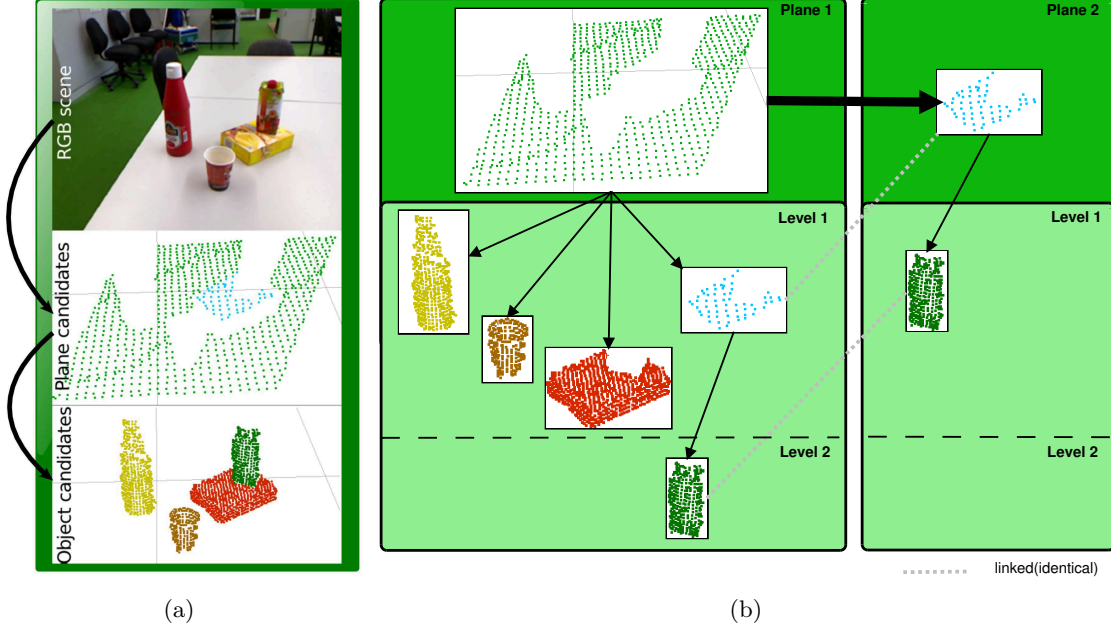 RGB scene
Plane candidates
Object candidates
Plane 1
Plane 2
Level 1
Level 1
Level 2
Level 2
linked(identical)
(a)
(b)